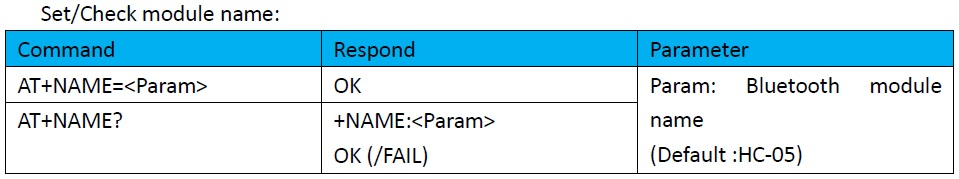 Set/Check module name:
Command Respond Parameter
AT+NAME=<Param> OK Param: Bluetooth module
name
(Default :HC-05)
AT+NAME? +NAME:<Param>
OK (/FAIL)